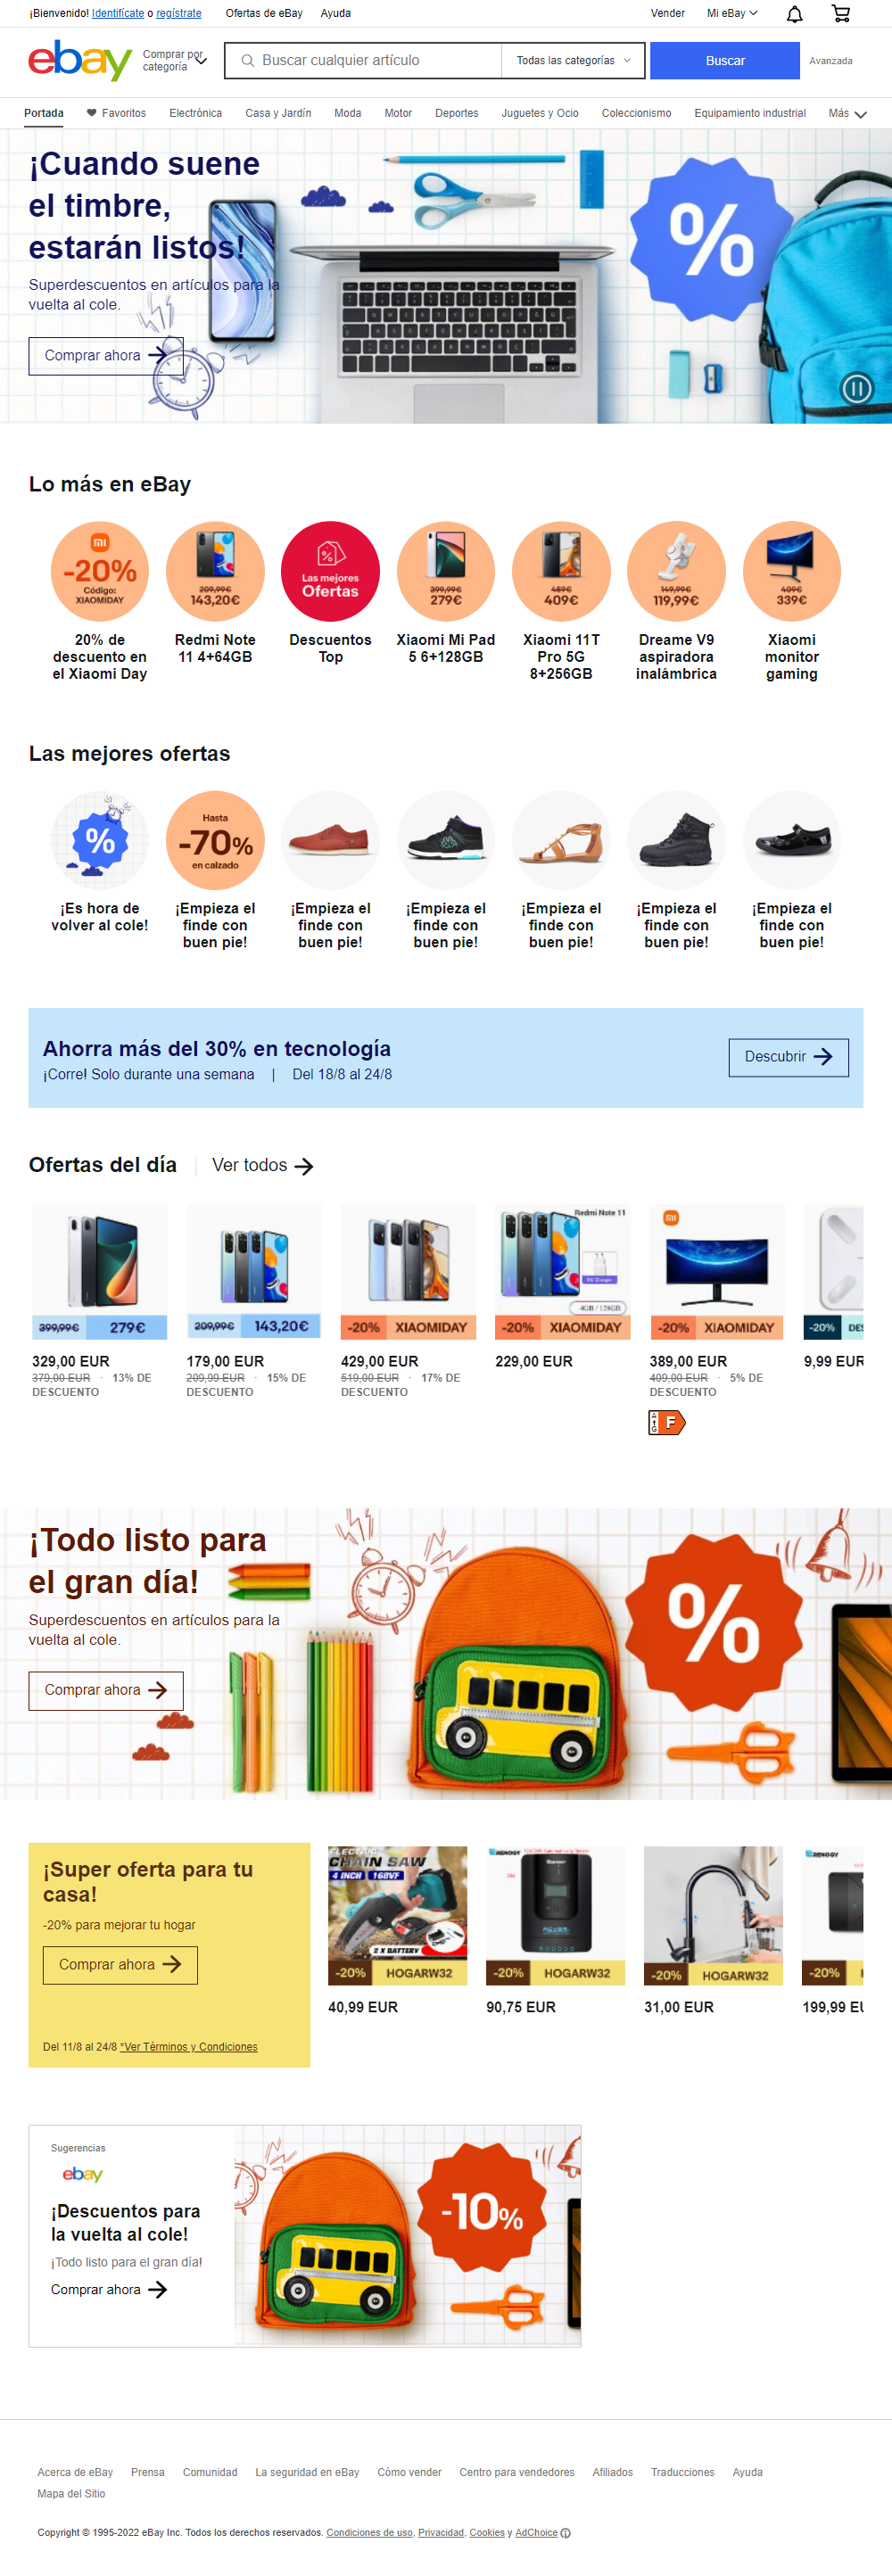 ¡Bienvenido! Identifícate o regístrate Ofertas de eBay Ayuda Vender Mi eBay
ebay
Comprar por
categoría
Buscar cualquier artículo Todas las categorías Buscar Avanzada
Portada Favoritos Electrónica Casa y Jardín Moda Motor Deportes Juguetes y Ocio Coleccionismo Equipamiento industrial Más
¡Cuando suene
el timbre,
estarán listos!
Superdescuentos en artículos para la
vuelta al cole.
Comprar ahora
%
Lo más en eBay
mi
-20%
Código:
XIAOMIDAY
20% de
descuento en
el Xiaomi Day
209,99€
143,20€
Redmi Note
11 4+64GB
%
Las mejores
Ofertas
Descuentos
Top
399,99€
279€
Xiaomi Mi Pad
5 6+128GB
459€
409€
Xiaomi 11T
Pro 5G
8+256GB
149,99€
119,99€
Dreame V9
aspiradora
inalámbrica
409€
339€
Xiaomi
monitor
gaming
Las mejores ofertas
%
¡Es hora de
volver al cole!
Hasta
-70%
en calzado
¡Empieza el
finde con
buen pie!
¡Empieza el
finde con
buen pie!
¡Empieza el
finde con
buen pie!
¡Empieza el
finde con
buen pie!
¡Empieza el
finde con
buen pie!
¡Empieza el
finde con
buen pie!
Ahorra más del 30% en tecnología
¡Corre! Solo durante una semana | Del 18/8 al 24/8
Descubrir
Ofertas del día Ver todos
399,99€ 279€
329,00 EUR
379,00 EUR · 13% DE
DESCUENTO
209,99€ 143,20€
179,00 EUR
209,99 EUR · 15% DE
DESCUENTO
-20% XIAOMIDAY
429,00 EUR
519,00 EUR · 17% DE
DESCUENTO
Redmi Note 11
4GB / 128GB
-20% XIAOMIDAY
229,00 EUR
mi
-20% XIAOMIDAY
389,00 EUR
409,00 EUR · 5% DE
DESCUENTO
A
G
F
-20% DES
9,99 EUR
¡Todo listo para
el gran día!
Superdescuentos en artículos para la
vuelta al cole.
Comprar ahora
%
¡Super oferta para tu
casa!
-20% para mejorar tu hogar
Comprar ahora
Del 11/8 al 24/8 *Ver Términos y Condiciones
ELECTRIC
CHAIN SAW
4 INCH 168VF
2 X BATTERY
-20% HOGARW32
40,99 EUR
RENOGY
-20% HOGARW32
90,75 EUR
-20% HOGARW32
31,00 EUR
RENOGY
-20%
199,99 EU
Sugerencias
ebay
¡Descuentos para
la vuelta al cole!
¡Todo listo para el gran día!
Comprar ahora
-10%
Acerca de eBay Prensa Comunidad La seguridad en eBay Cómo vender Centro para vendedores Afiliados Traducciones Ayuda
Mapa del Sitio
Copyright © 1995-2022 eBay Inc. Todos los derechos reservados. Condiciones de uso, Privacidad, Cookies y AdChoice